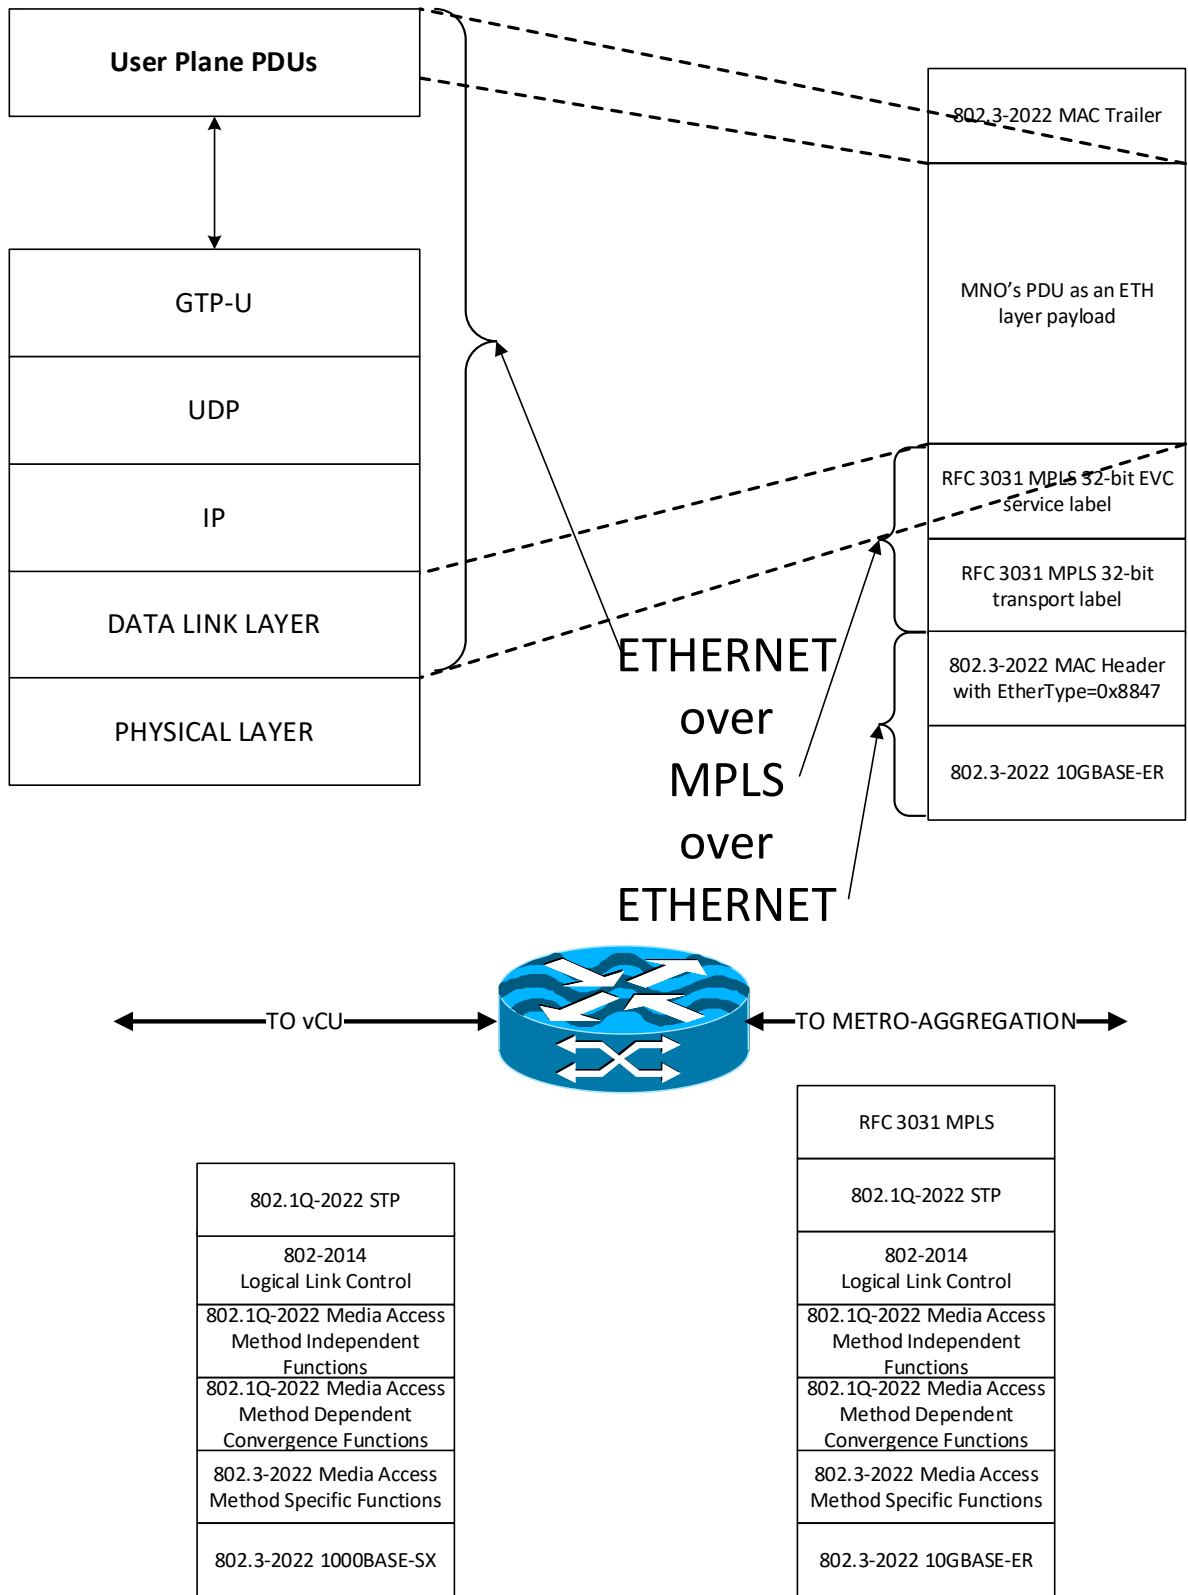 User Plane PDUs
GTP-U
UDP
IP
DATA LINK LAYER
PHYSICAL LAYER
802.3-2022 MAC Trailer
MNO’s PDU as an ETH
layer payload
RFC 3031 MPLS 32-bit EVC
service label
RFC 3031 MPLS 32-bit
transport label
802.3-2022 MAC Header
with EtherType=0x8847
802.3-2022 10GBASE-ER
ETHERNET
over
MPLS
over
ETHERNET
TO vCU
TO METRO-AGGREGATION
802.1Q-2022 STP
802-2014
Logical Link Control
802.1Q-2022 Media Access
Method Independent
Functions
802.1Q-2022 Media Access
Method Dependent
Convergence Functions
802.3-2022 Media Access
Method Specific Functions
802.3-2022 1000BASE-SX
RFC 3031 MPLS
802.1Q-2022 STP
802-2014
Logical Link Control
802.1Q-2022 Media Access
Method Independent
Functions
802.1Q-2022 Media Access
Method Dependent
Convergence Functions
802.3-2022 Media Access
Method Specific Functions
802.3-2022 10GBASE-ER